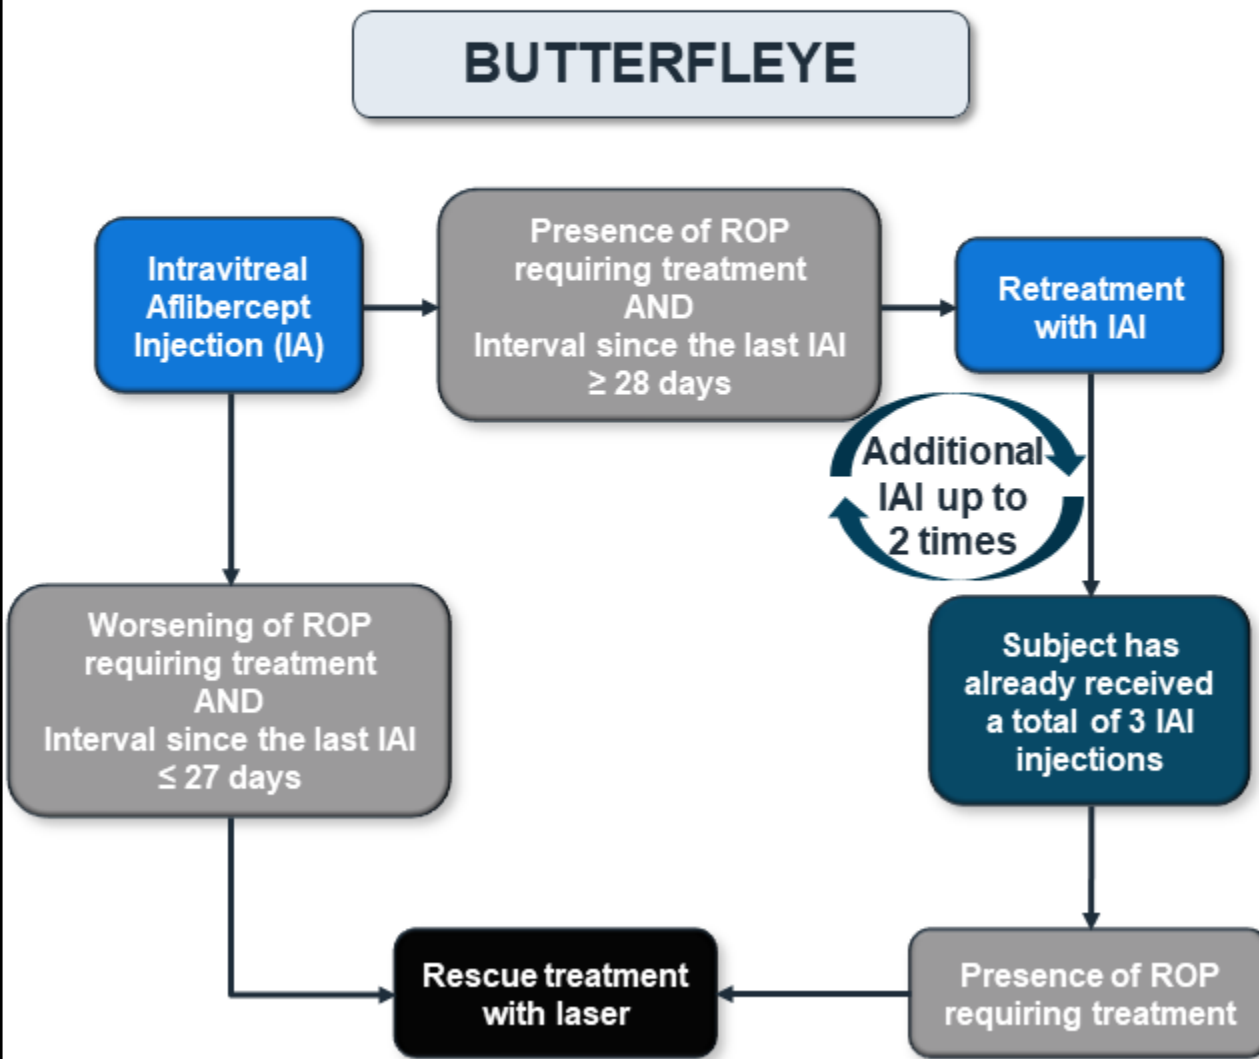 BUTTERFLEYE
Intravitreal
Aflibercept
Injection (IA)
Presence of ROP
requiring treatment
AND
Interval since the last IAI
≥ 28 days
Retreatment
with IAI
Additional
IAI up to
2 times
Worsening of ROP
requiring treatment
AND
Interval since the last IAI
≤ 27 days
Subject has
already received
a total of 3 IAI
injections
Rescue treatment
with laser
Presence of ROP
requiring treatment